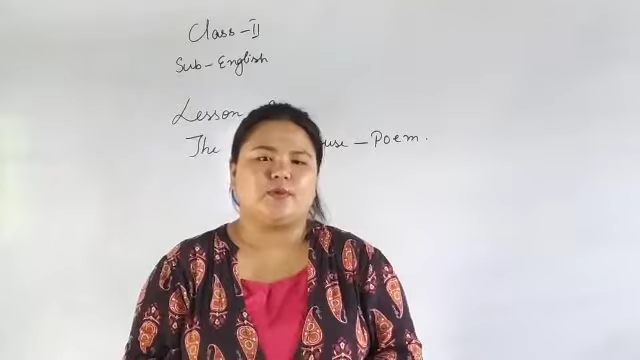 Class - II
Sub - English
Lesson
The use - Poem.